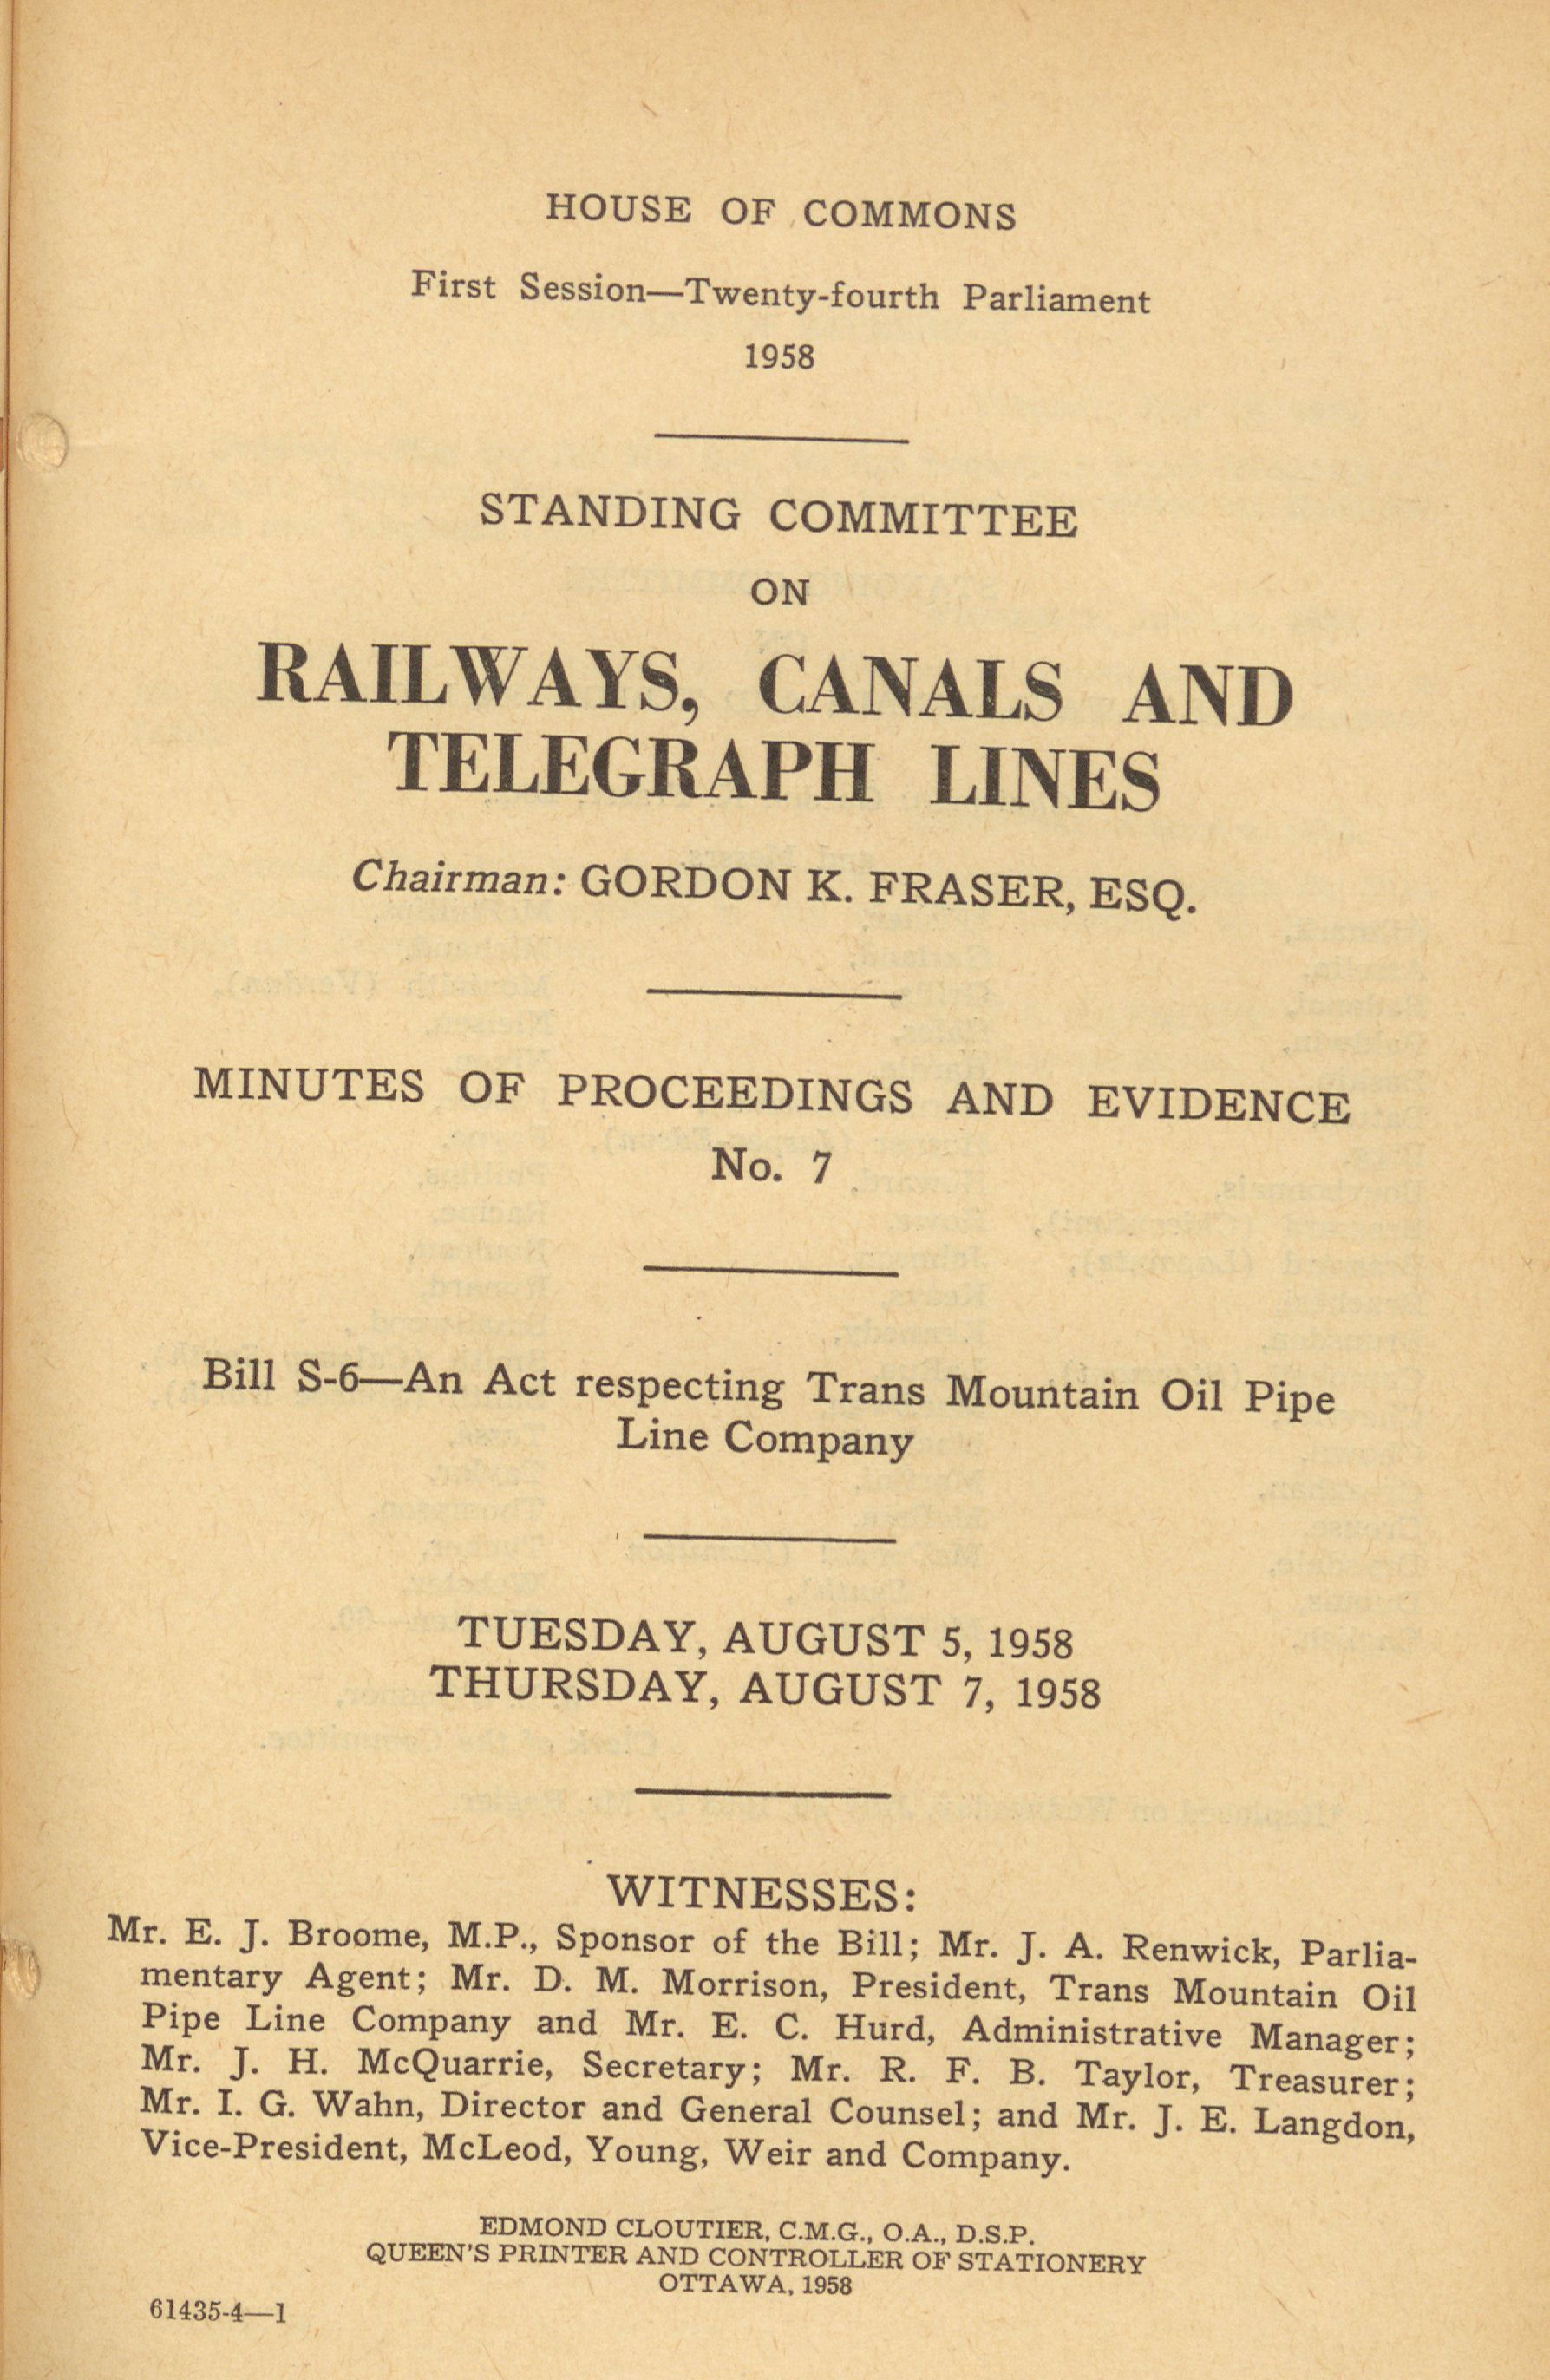 HOUSE OF COMMONS
First Session—Twenty-fourth Parliament
1958
STANDING COMMITTEE
ON
RAILWAYS, CANALS AND
TELEGRAPH LINES
Chairman: GORDON K. FRASER, ESQ.
MINUTES OF PROCEEDINGS AND EVIDENCE
No. 7
Bill S-6—An Act respecting Trans Mountain Oil Pipe
Line Company
TUESDAY, AUGUST 5, 1958
THURSDAY, AUGUST 7, 1958
WITNESSES:
Mr. E. J. Broome, M.P., Sponsor of the Bill; Mr. J. A. Renwick, Parlia-
mentary Agent; Mr. D. M. Morrison, President, Trans Mountain Oil
Pipe Line Company and Mr. E. C. Hurd, Administrative Manager;
Mr. J. H. McQuarrie, Secretary; Mr. R. F. B. Taylor, Treasurer;
Mr. I. G. Wahn, Director and General Counsel; and Mr. J. E. Langdon,
Vice-President, McLeod, Young, Weir and Company.
EDMOND CLOUTIER, C.M.G., O.A., D.S.P.
QUEEN'S PRINTER AND CONTROLLER OF STATIONERY
OTTAWA, 1958
61435-4—1